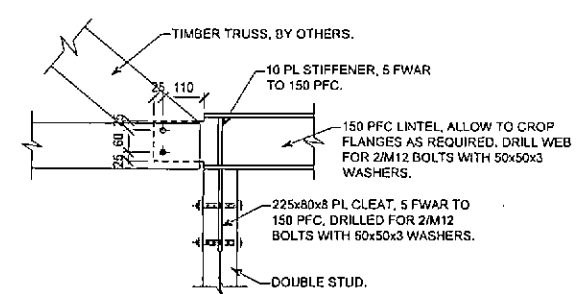 TIMBER TRUSS, BY OTHERS.
10 PL STIFFENER, 5 FWAR
TO 150 PFC.
25 110
25
60
25
150 PFC LINTEL, ALLOW TO CROP
FLANGES AS REQUIRED. DRILL WEB
FOR 2/M12 BOLTS WITH 50x50x3
WASHERS.
225x80x8 PL CLEAT, 5 FWAR TO
150 PFC, DRILLED FOR 2/M12
BOLTS WITH 50x50x3 WASHERS.
DOUBLE STUD.